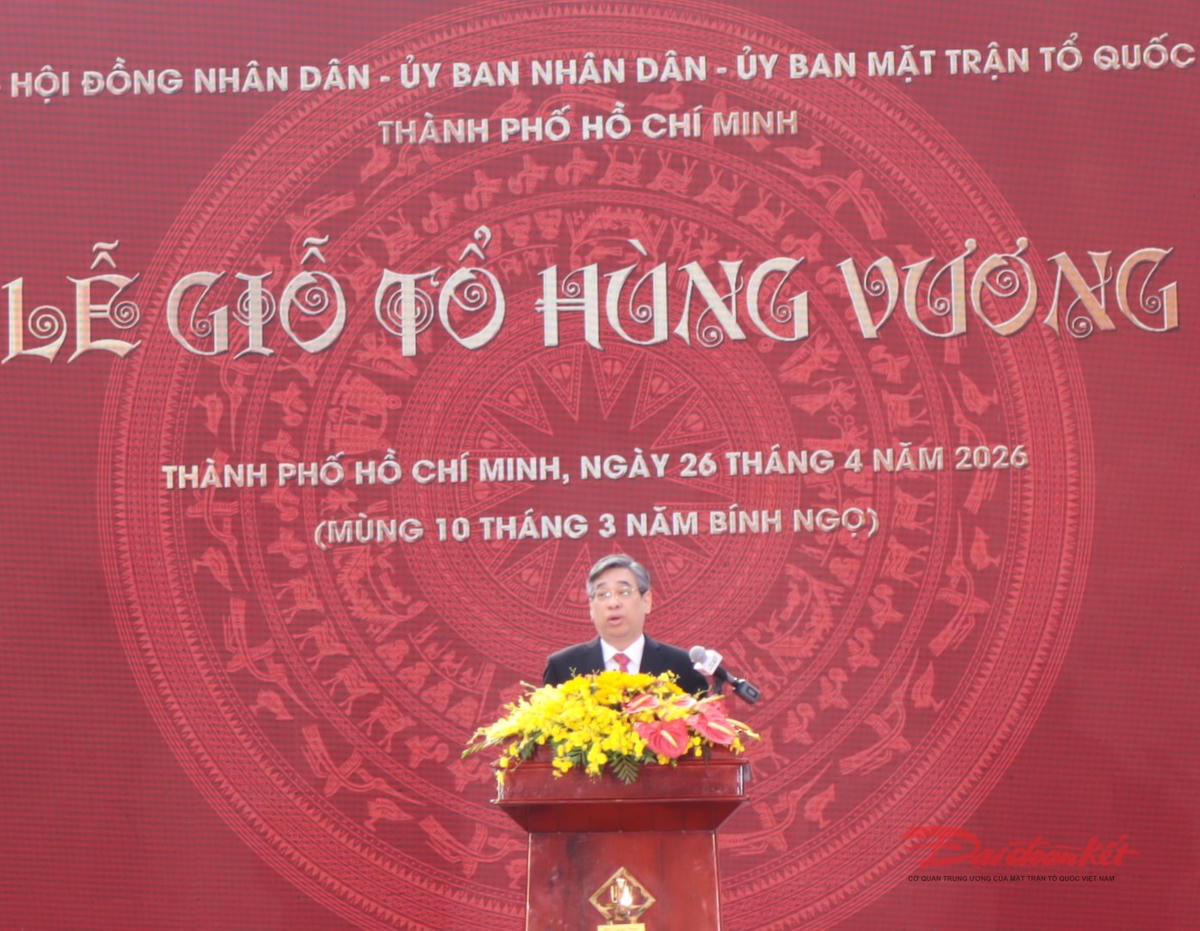 - HỘI ĐỒNG NHÂN DÂN - ỦY BAN NHÂN DÂN - ỦY BAN MẶT TRẬN TỔ QUỐC
THÀNH PHỐ HỒ CHÍ MINH
LỄ GIỖ TỔ HÙNG VƯƠNG
THÀNH PHỐ HỒ CHÍ MINH, NGÀY 26 THÁNG 4 NĂM 2026
(MÙNG 10 THÁNG 3 NĂM BÍNH NGỌ)
Đại đoàn kết
CƠ QUAN TRUNG ƯƠNG CỦA MẶT TRẬN TỔ QUỐC VIỆT NAM